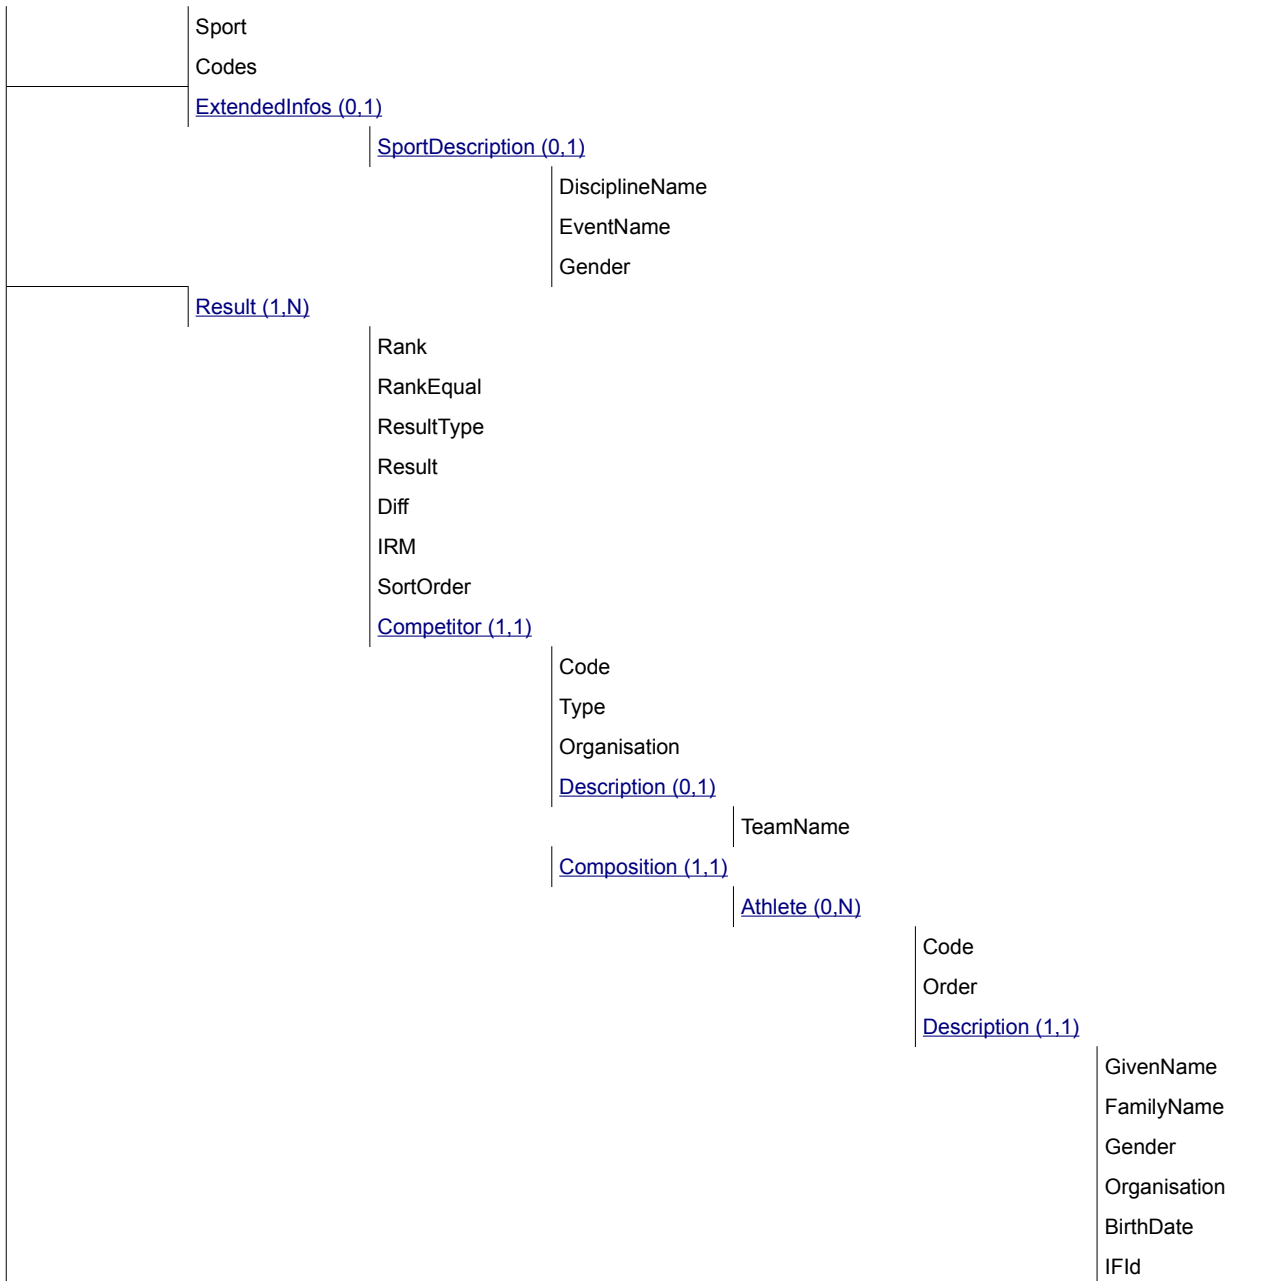 Sport
Codes
ExtendedInfos (0,1)
SportDescription (0,1)
DisciplineName
EventName
Gender
Result (1,N)
Rank
RankEqual
ResultType
Result
Diff
IRM
SortOrder
Competitor (1,1)
Code
Type
Organisation
Description (0,1)
TeamName
Composition (1,1)
Athlete (0,N)
Code
Order
Description (1,1)
GivenName
FamilyName
Gender
Organisation
BirthDate
IFId